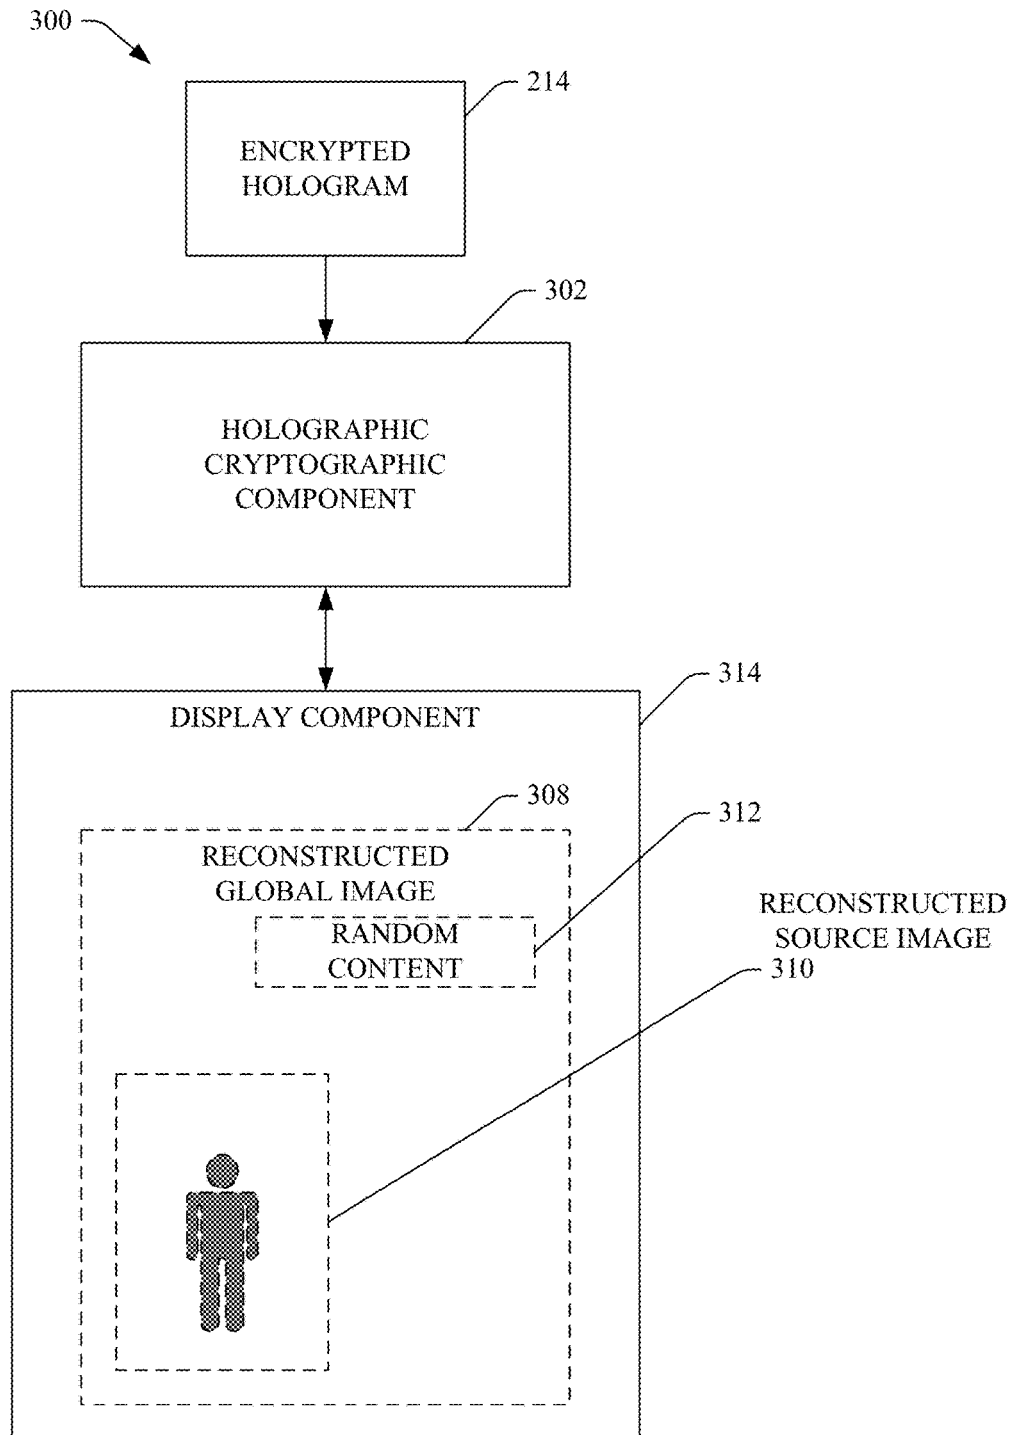 300
214
ENCRYPTED
HOLOGRAM
302
HOLOGRAPHIC
CRYPTOGRAPHIC
COMPONENT
314
DISPLAY COMPONENT
308
312
RECONSTRUCTED
GLOBAL IMAGE
RANDOM
CONTENT
RECONSTRUCTED
SOURCE IMAGE
310